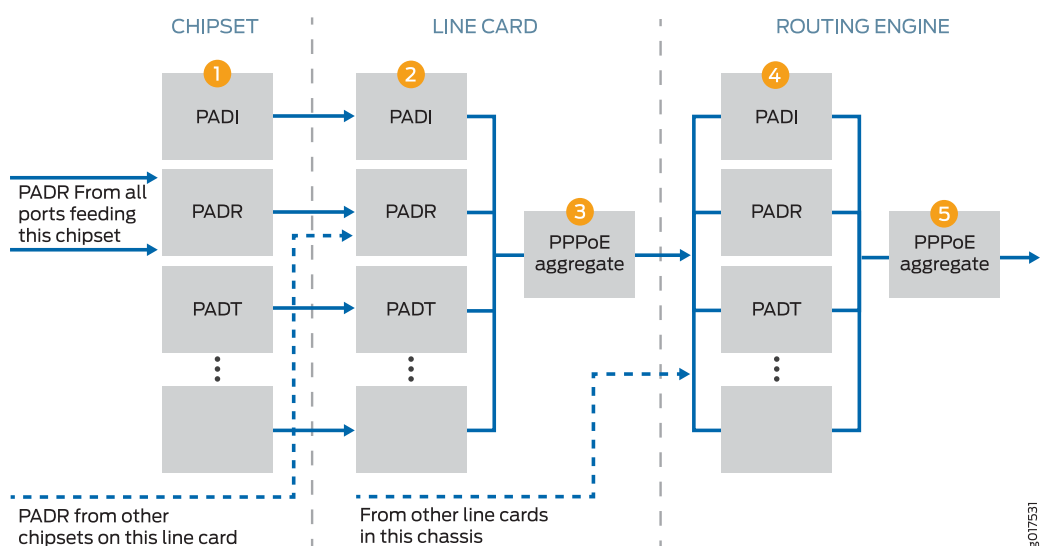 CHIPSET
LINE CARD
ROUTING ENGINE
1
2
4
PADI
PADI
PADI
PADR From all
ports feeding
this chipset
PADR
PADR
PADR
3
PPPoE
aggregate
5
PPPoE
aggregate
PADT
PADT
PADT
PADR from other
chipsets on this line card
From other line cards
in this chassis
g017531